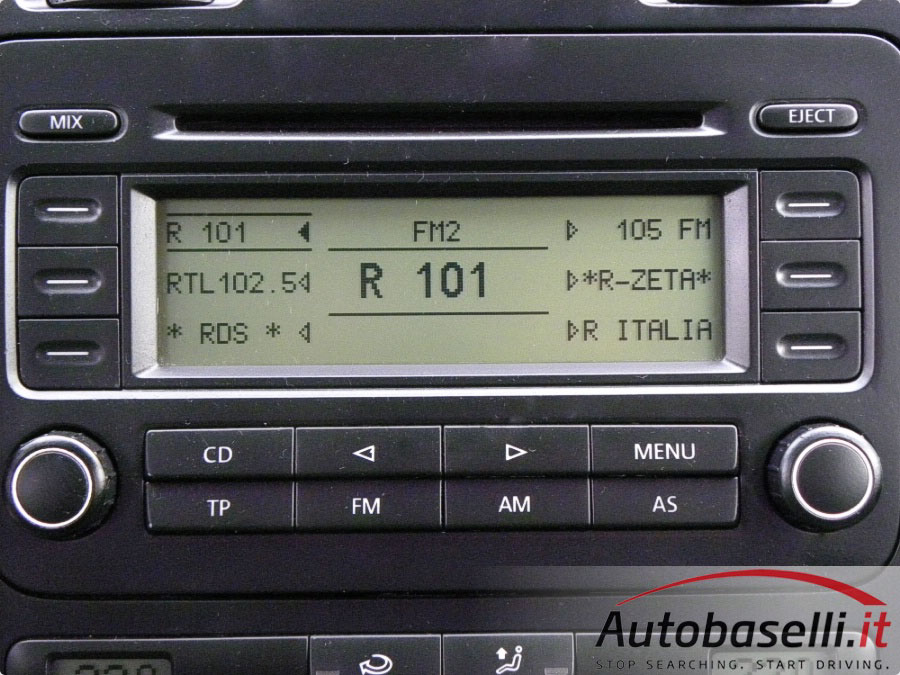 MIX
EJECT
R 101 FM2 105 FM
RTL102.5 R 101 *R-ZETA*
* RDS * R ITALIA
CD MENU
TP FM AM AS
Autobaselli.it
STOP SEARCHING. START DRIVING.